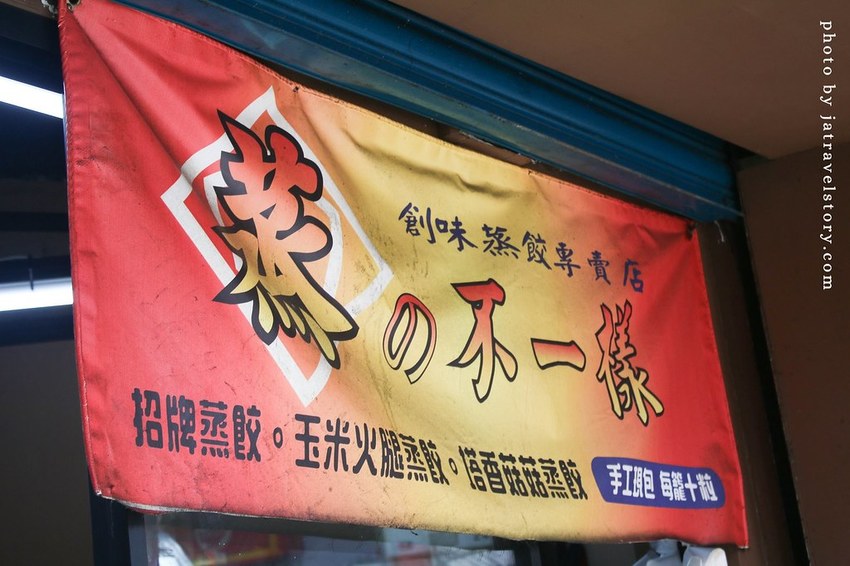 創味蒸餃專賣店
蒸の不一樣
招牌蒸餃。玉米火腿蒸餃。塔香菇菇蒸餃
手工現包 每籠十粒
photo by jatravelstory.com